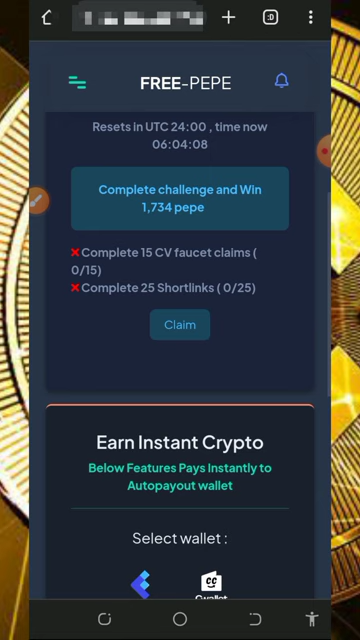 :D
FREE-PEPE
Resets in UTC 24:00 , time now
06:04:08
Complete challenge and Win
1,734 pepe
❌Complete 15 CV faucet claims (
0/15)
❌Complete 25 Shortlinks ( 0/25)
Claim
Earn Instant Crypto
Below Features Pays Instantly to
Autopayout wallet
Select wallet :